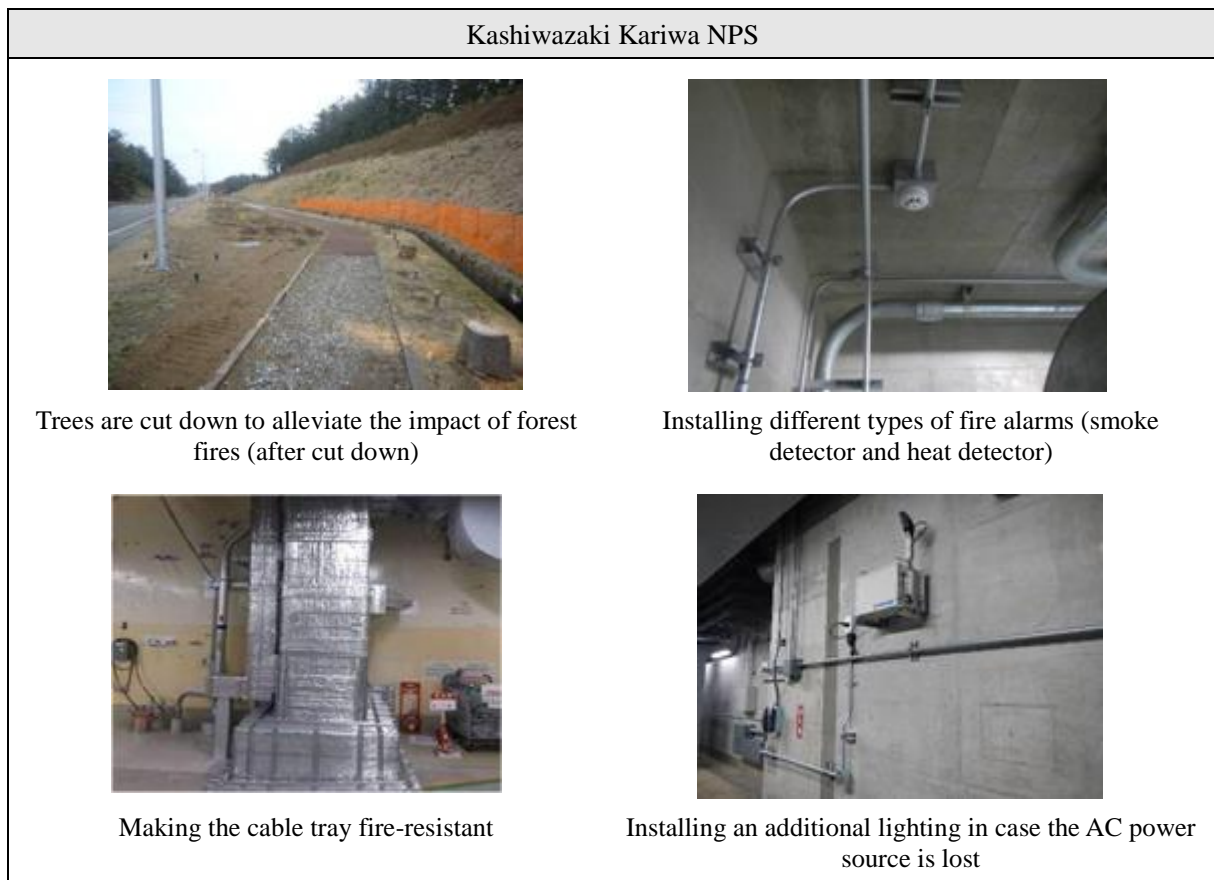 Kashiwazaki Kariwa NPS
Trees are cut down to alleviate the impact of forest
fires (after cut down)
Installing different types of fire alarms (smoke
detector and heat detector)
Making the cable tray fire-resistant
Installing an additional lighting in case the AC power
source is lost